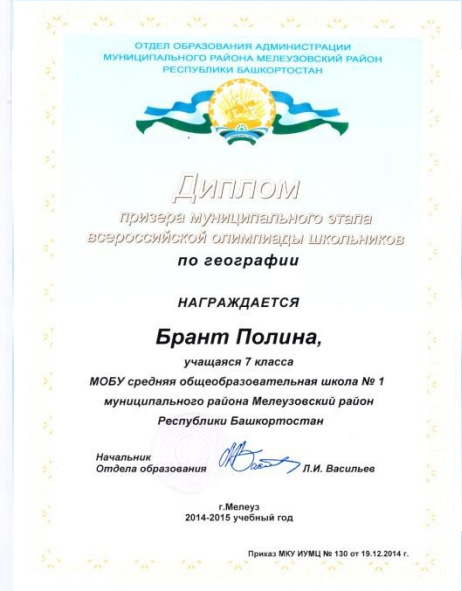 ОТДЕЛ ОБРАЗОВАНИЯ АДМИНИСТРАЦИИ
МУНИЦИПАЛЬНОГО РАЙОНА МЕЛЕУЗОВСКИЙ РАЙОН
РЕСПУБЛИКИ БАШКОРТОСТАН
Диплом
призера муниципального этапа
всероссийской олимпиады школьников
по географии
НАГРАЖДАЕТСЯ
Брант Полина,
учащаяся 7 класса
МОБУ средняя общеобразовательная школа № 1
муниципального района Мелеузовский район
Республики Башкортостан
Начальник
Отдела образования Л.И. Васильев
г.Мелеуз
2014-2015 учебный год
Приказ МКУ ИУМЦ № 130 от 19.12.2014 г.